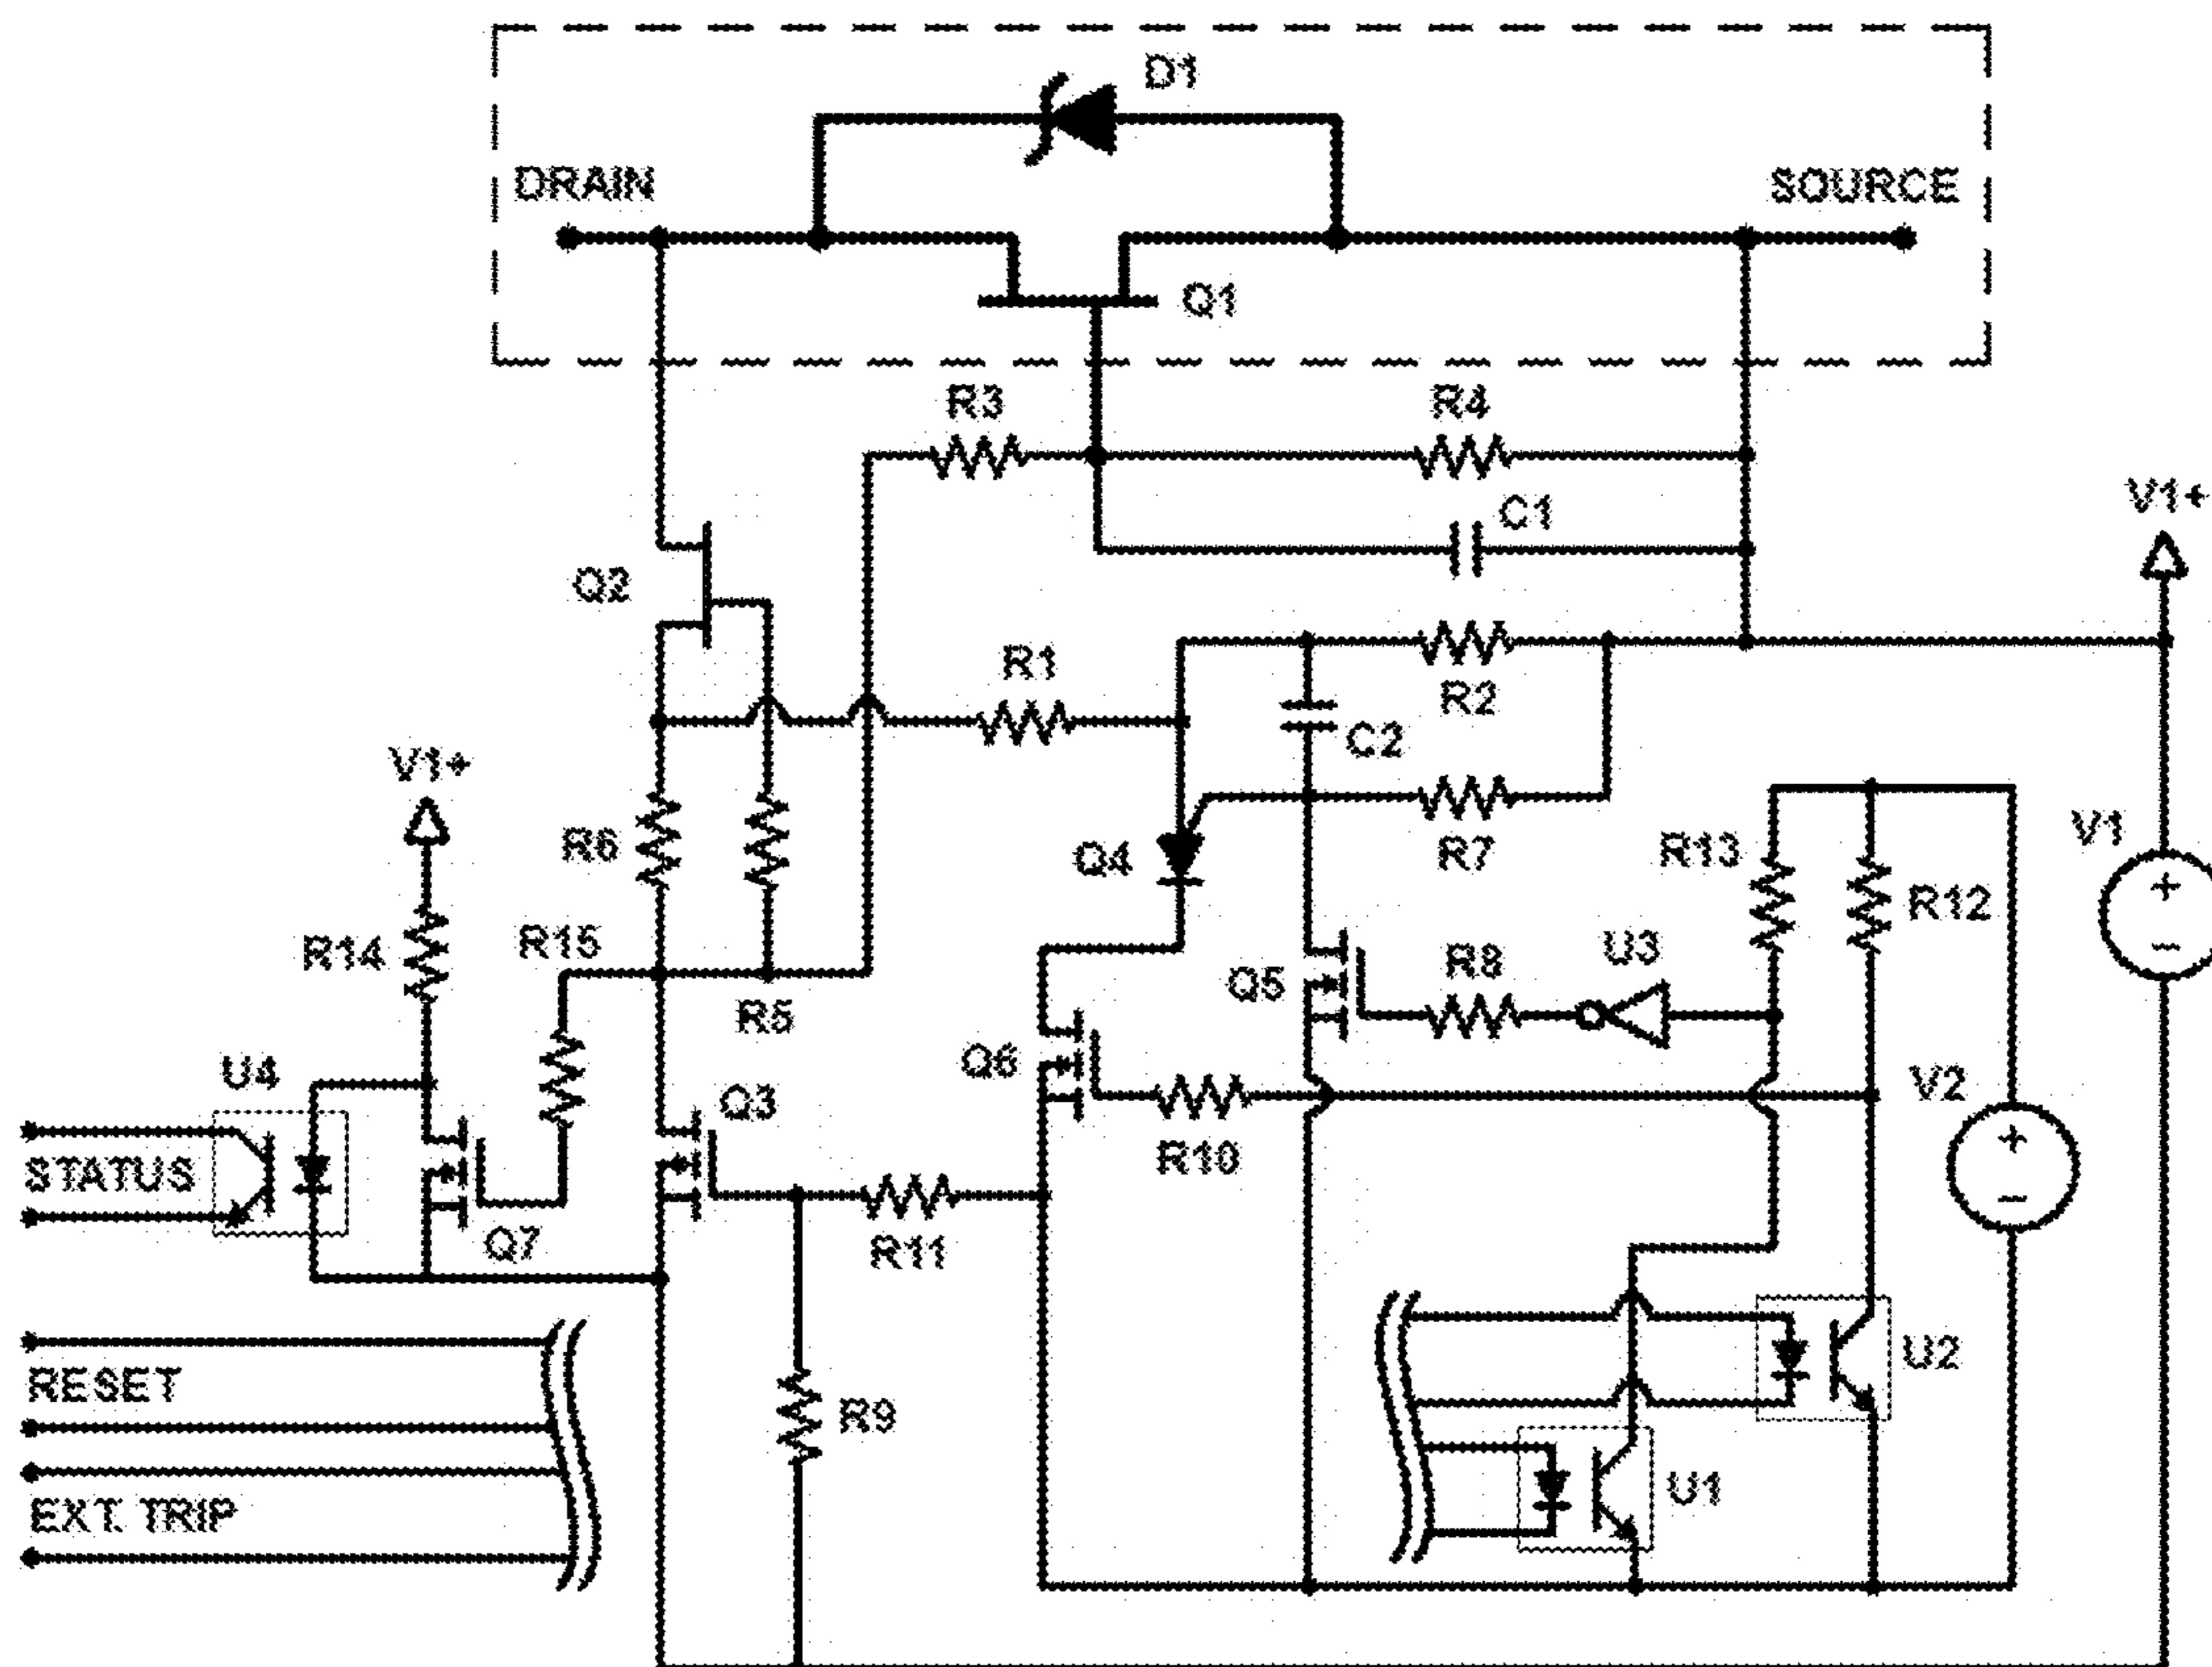 D1
DRAIN
SOURCE
Q1
R3
R4
C1
V1+
Q2
R1
R2
C2
V1+
R6
Q4
R7
R13
V1
R12
R14
R15
R5
Q5
R8
U3
U4
Q3
Q6
V2
STATUS
R10
Q7
R11
RESET
R9
U2
EXT. TRIP
U1
+
−
+
−